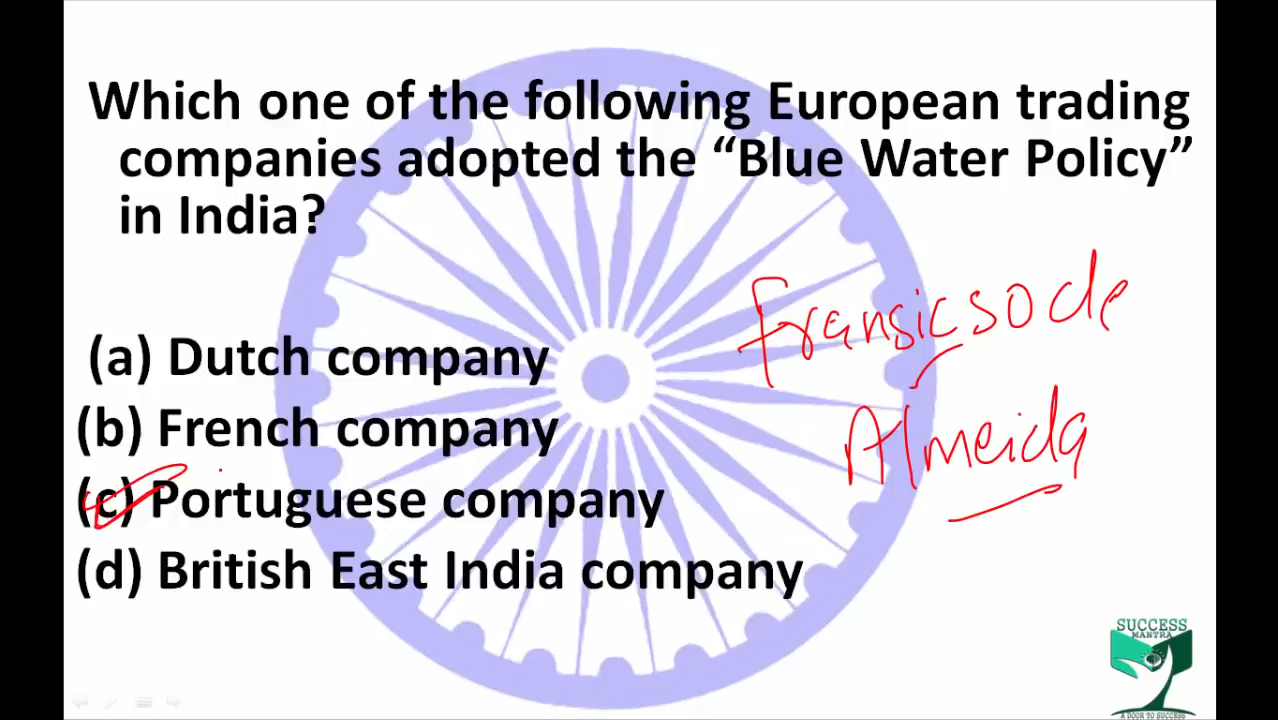 Which one of the following European trading
companies adopted the “Blue Water Policy”
in India?
Fransicso de
Almeida
(a) Dutch company
(b) French company
(c) Portuguese company
(d) British East India company
SUCCESS
MANTRA
A DOOR TO SUCCESS